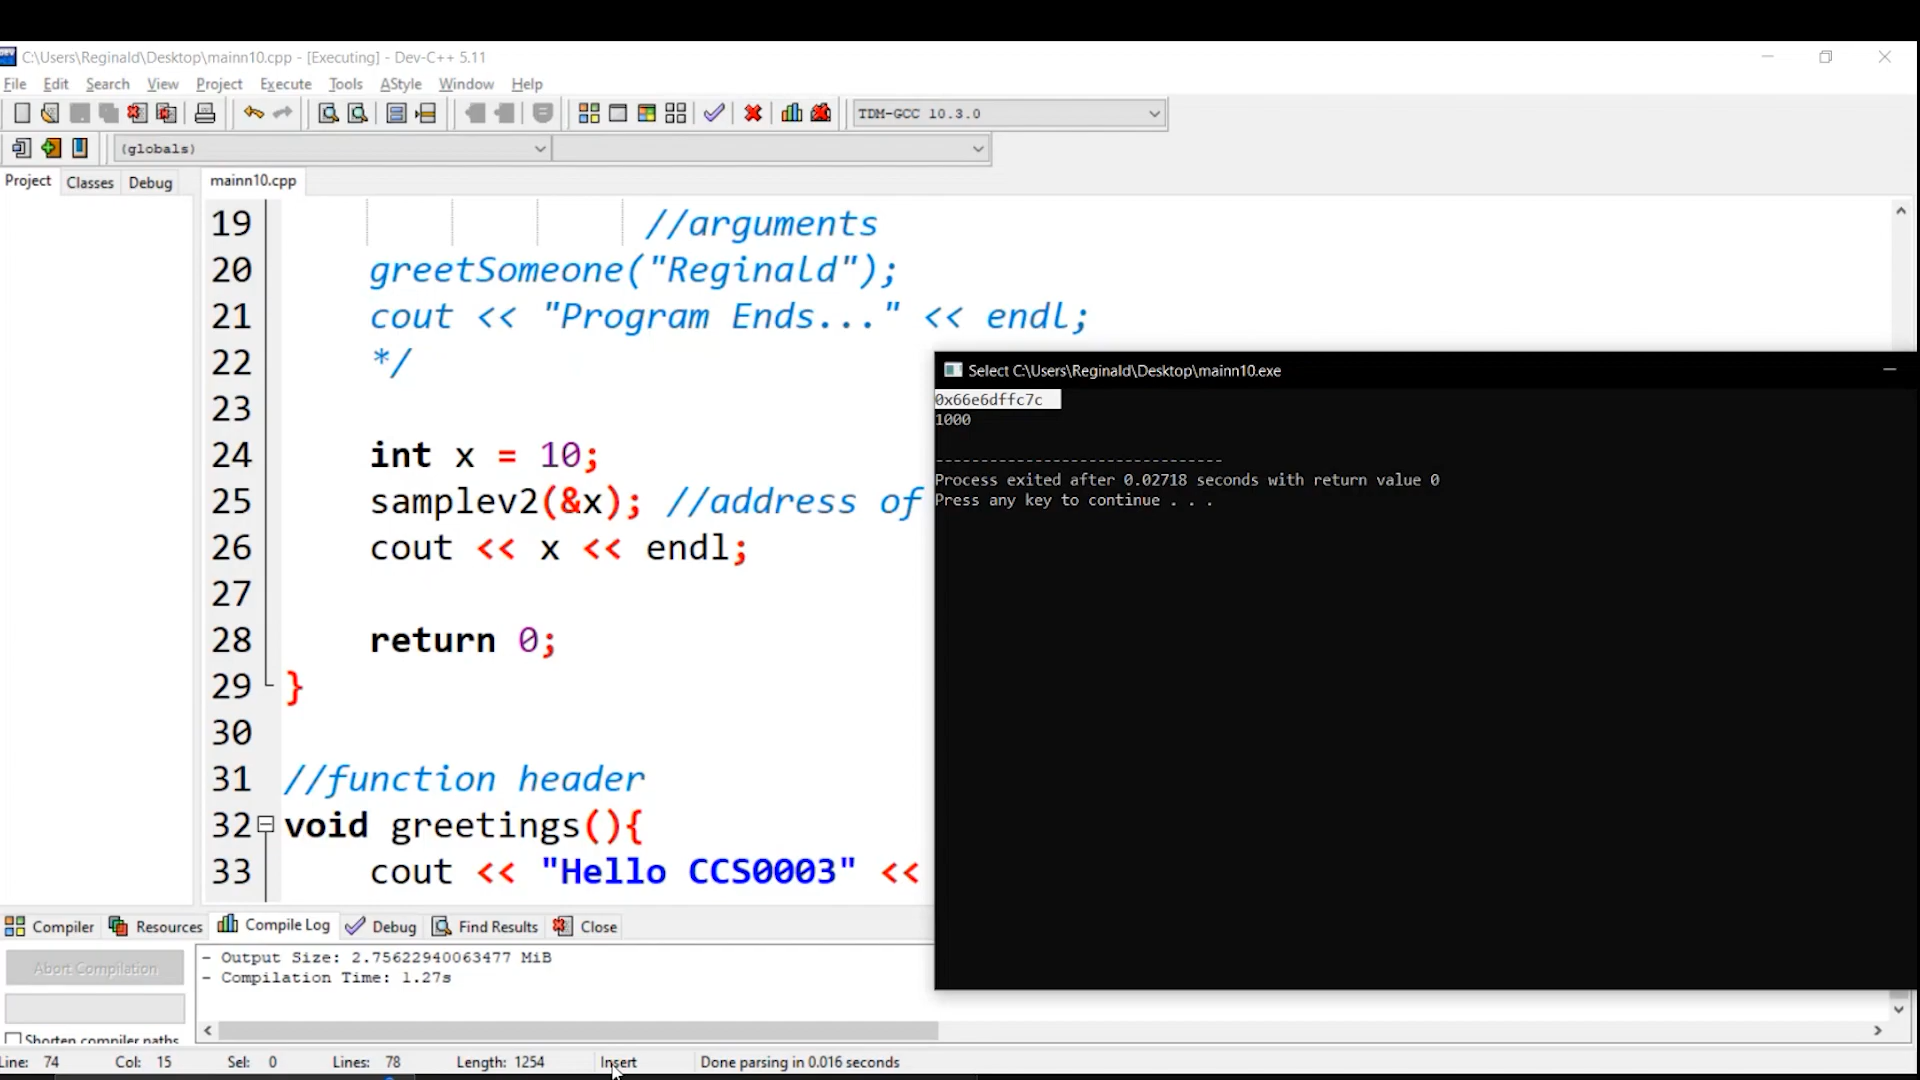 C:\Users\Reginald\Desktop\mainn10.cpp - [Executing] - Dev-C++ 5.11
File Edit Search View Project Execute Tools AStyle Window Help
TDM-GCC 10.3.0
(globals)
Project Classes Debug mainn10.cpp
19 //arguments
20 greetSomeone("Reginald");
21 cout << "Program Ends..." << endl;
22 */
23
24 int x = 10;
25 samplev2(&x); //address of
26 cout << x << endl;
27
28 return 0;
29 }
30
31 //function header
32 void greetings(){
33 cout << "Hello CCS0003" <<
Select C:\Users\Reginald\Desktop\mainn10.exe
0x66e6dffc7c
1000
--------------------------------
Process exited after 0.02718 seconds with return value 0
Press any key to continue . . .
Compiler Resources Compile Log Debug Find Results Close
Abort Compilation
- Output Size: 2.75622940063477 MiB
- Compilation Time: 1.27s
Shorten compiler paths
Line: 74 Col: 15 Sel: 0 Lines: 78 Length: 1254 Insert Done parsing in 0.016 seconds